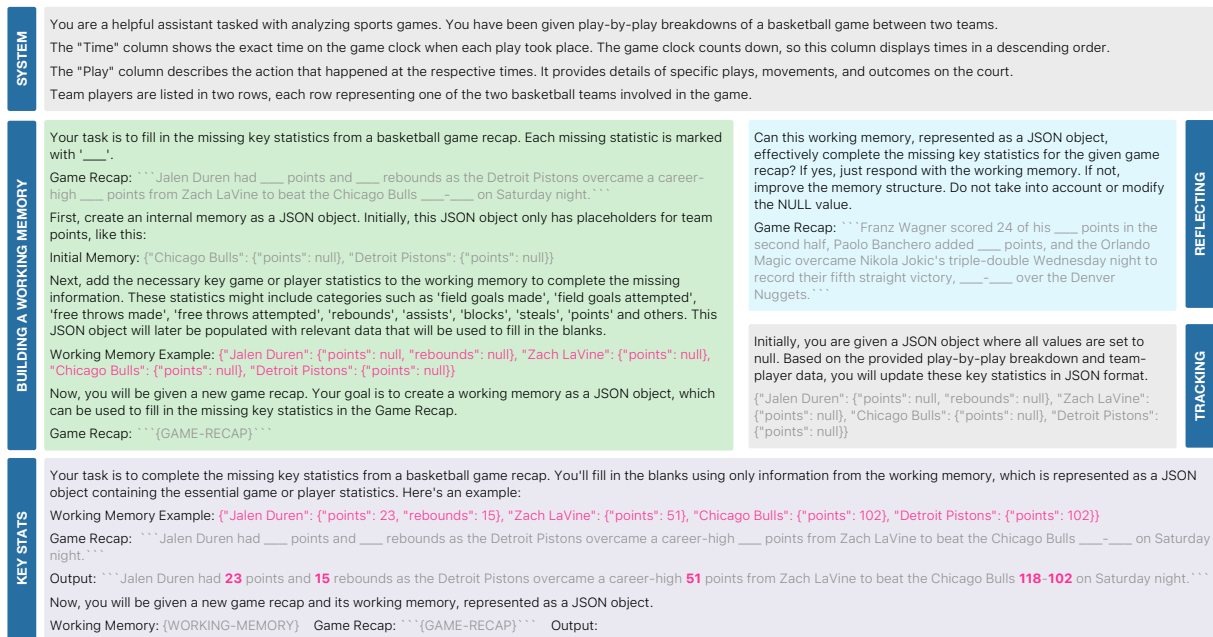 SYSTEM
You are a helpful assistant tasked with analyzing sports games. You have been given play-by-play breakdowns of a basketball game between two teams.
The "Time" column shows the exact time on the game clock when each play took place. The game clock counts down, so this column displays times in a descending order.
The "Play" column describes the action that happened at the respective times. It provides details of specific plays, movements, and outcomes on the court.
Team players are listed in two rows, each row representing one of the two basketball teams involved in the game.
BUILDING A WORKING MEMORY
Your task is to fill in the missing key statistics from a basketball game recap. Each missing statistic is marked
with '___'.
Game Recap: ```Jalen Duren had ___ points and ___ rebounds as the Detroit Pistons overcame a career-
high ___ points from Zach LaVine to beat the Chicago Bulls ___-___ on Saturday night.```
First, create an internal memory as a JSON object. Initially, this JSON object only has placeholders for team
points, like this:
Initial Memory: {"Chicago Bulls": {"points": null}, "Detroit Pistons": {"points": null}}
Next, add the necessary key game or player statistics to the working memory to complete the missing
information. These statistics might include categories such as 'field goals made', 'field goals attempted',
'free throws made', 'free throws attempted', 'rebounds', 'assists', 'blocks', 'steals', 'points' and others. This
JSON object will later be populated with relevant data that will be used to fill in the blanks.
Working Memory Example: {"Jalen Duren": {"points": null, "rebounds": null}, "Zach LaVine": {"points": null},
"Chicago Bulls": {"points": null}, "Detroit Pistons": {"points": null}}
Now, you will be given a new game recap. Your goal is to create a working memory as a JSON object, which
can be used to fill in the missing key statistics in the Game Recap.
Game Recap: ```{GAME-RECAP}```
Can this working memory, represented as a JSON object,
effectively complete the missing key statistics for the given game
recap? If yes, just respond with the working memory. If not,
improve the memory structure. Do not take into account or modify
the NULL value.
Game Recap: ```Franz Wagner scored 24 of his ___ points in the
second half, Paolo Banchero added ___ points, and the Orlando
Magic overcame Nikola Jokic's triple-double Wednesday night to
record their fifth straight victory, ___-___ over the Denver
Nuggets.```
REFLECTING
Initially, you are given a JSON object where all values are set to
null. Based on the provided play-by-play breakdown and team-
player data, you will update these key statistics in JSON format.
{"Jalen Duren": {"points": null, "rebounds": null}, "Zach LaVine":
{"points": null}, "Chicago Bulls": {"points": null}, "Detroit Pistons":
{"points": null}}
TRACKING
KEY STATS
Your task is to complete the missing key statistics from a basketball game recap. You'll fill in the blanks using only information from the working memory, which is represented as a JSON
object containing the essential game or player statistics. Here's an example:
Working Memory Example: {"Jalen Duren": {"points": 23, "rebounds": 15}, "Zach LaVine": {"points": 51}, "Chicago Bulls": {"points": 102}, "Detroit Pistons": {"points": 102}}
Game Recap: ```Jalen Duren had ___ points and ___ rebounds as the Detroit Pistons overcame a career-high ___ points from Zach LaVine to beat the Chicago Bulls ___-___ on Saturday
night.```
Output: ```Jalen Duren had 23 points and 15 rebounds as the Detroit Pistons overcame a career-high 51 points from Zach LaVine to beat the Chicago Bulls 118-102 on Saturday night.```
Now, you will be given a new game recap and its working memory, represented as a JSON object.
Working Memory: {WORKING-MEMORY} Game Recap: ```{GAME-RECAP}``` Output: